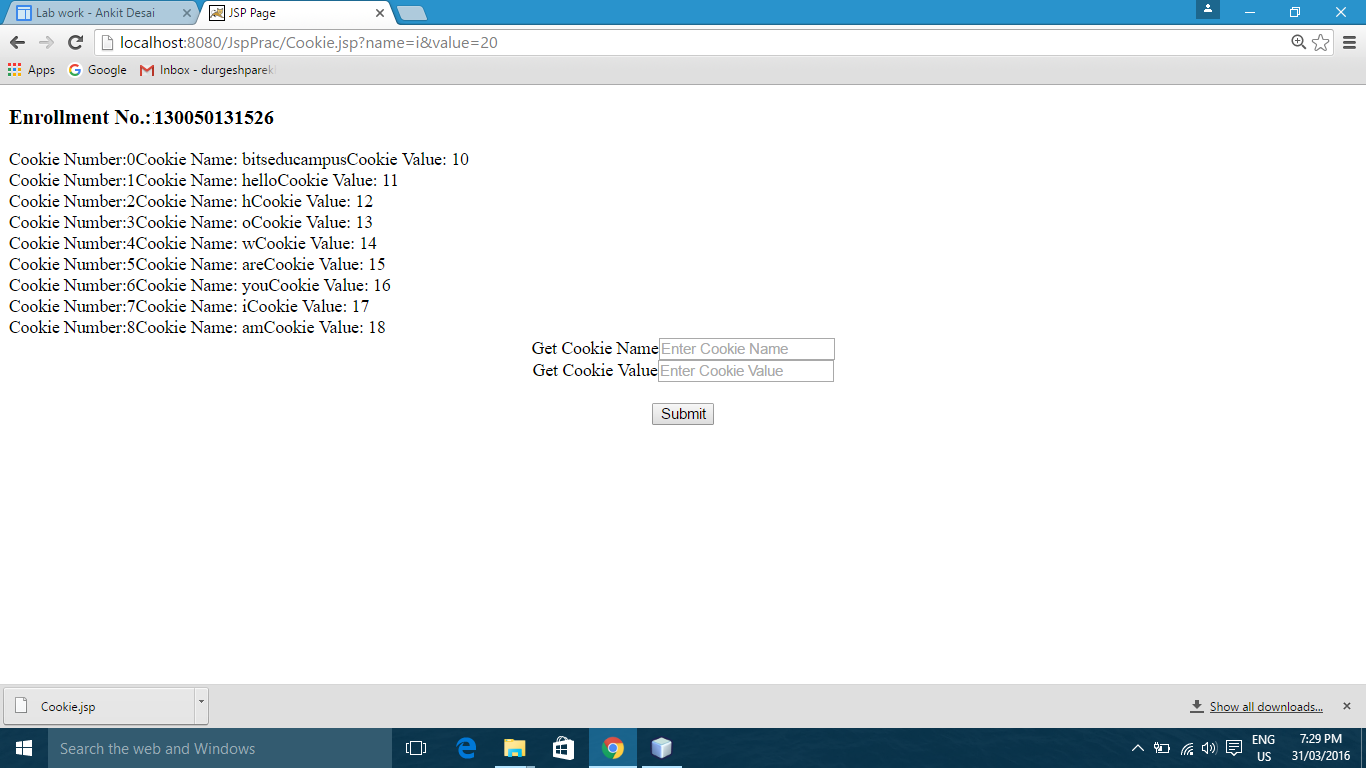 Lab work - Ankit Desai
JSP Page
localhost:8080/JspPrac/Cookie.jsp?name=i&value=20
Apps Google Inbox - durgeshparek
Enrollment No.:130050131526
Cookie Number:0Cookie Name: bitseducampusCookie Value: 10
Cookie Number:1Cookie Name: helloCookie Value: 11
Cookie Number:2Cookie Name: hCookie Value: 12
Cookie Number:3Cookie Name: oCookie Value: 13
Cookie Number:4Cookie Name: wCookie Value: 14
Cookie Number:5Cookie Name: areCookie Value: 15
Cookie Number:6Cookie Name: youCookie Value: 16
Cookie Number:7Cookie Name: iCookie Value: 17
Cookie Number:8Cookie Name: amCookie Value: 18
Get Cookie Name Enter Cookie Name
Get Cookie Value Enter Cookie Value
Submit
Cookie.jsp
Show all downloads...
Search the web and Windows
ENG
US
7:29 PM
31/03/2016